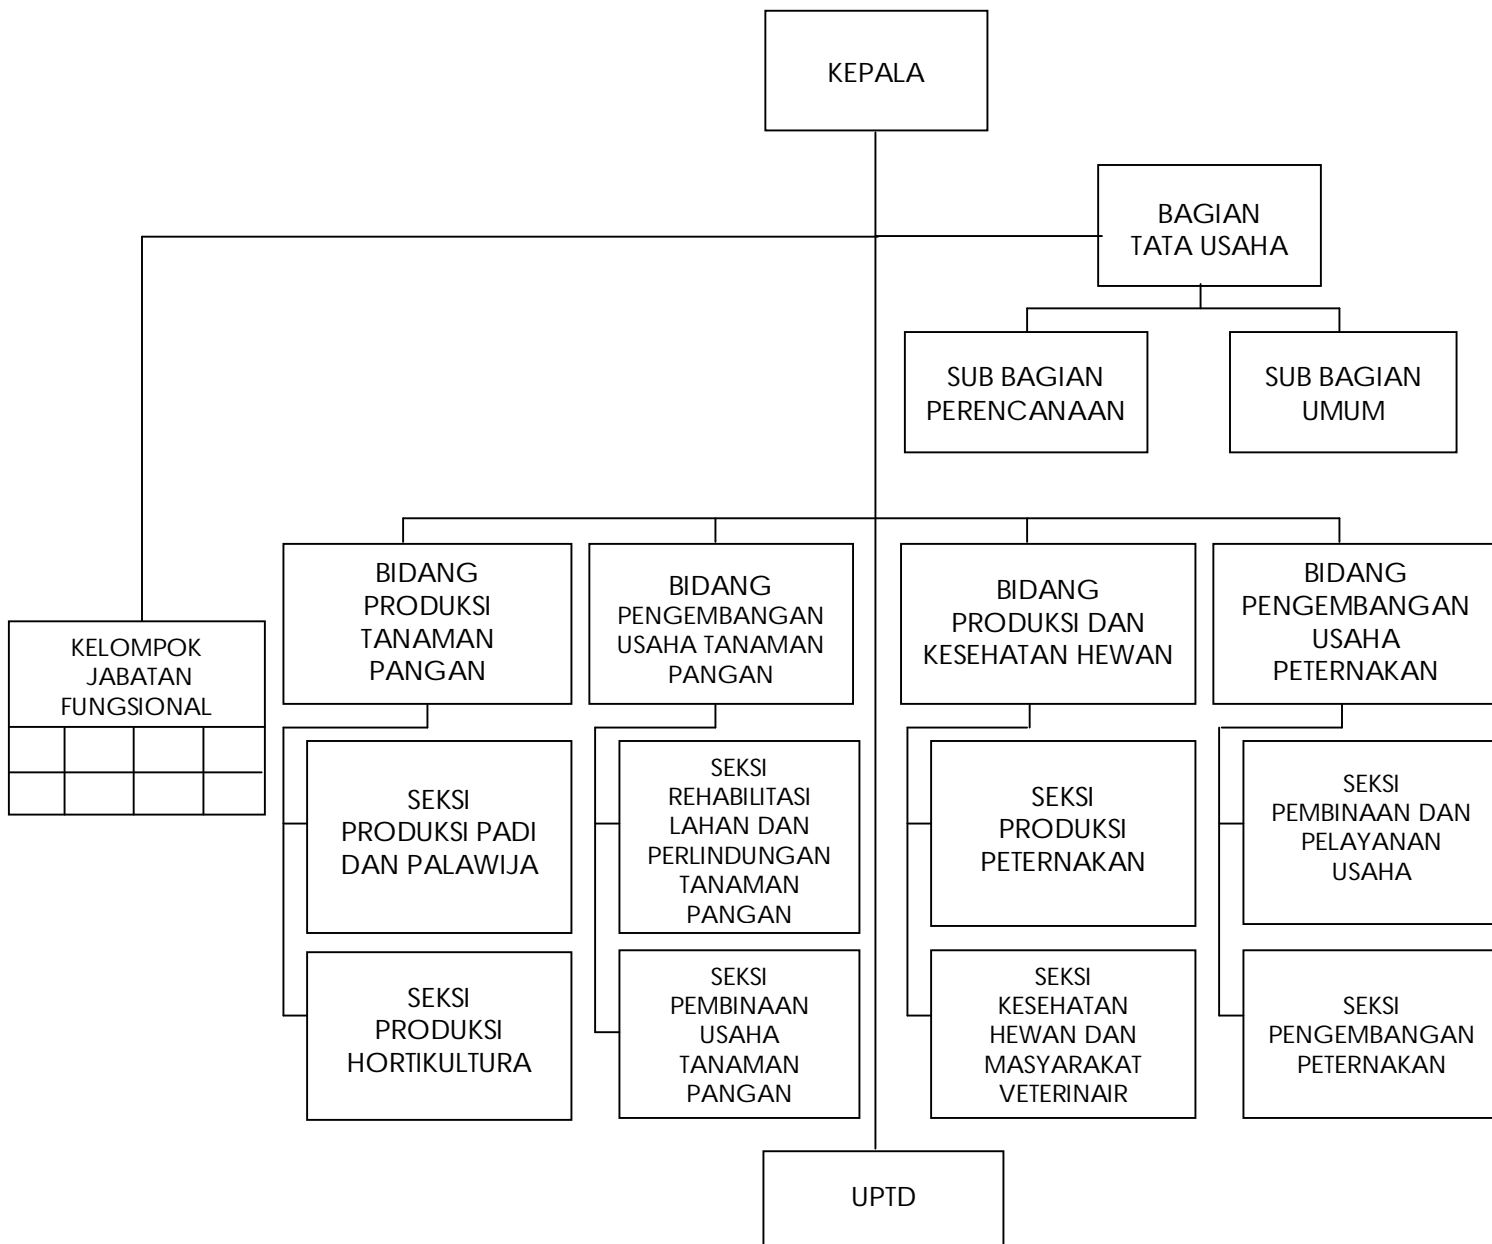 KEPALA
BAGIAN
TATA USAHA
SUB BAGIAN
PERENCANAAN
SUB BAGIAN
UMUM
KELOMPOK
JABATAN
FUNGSIONAL
BIDANG
PRODUKSI
TANAMAN
PANGAN
BIDANG
PENGEMBANGAN
USAHA TANAMAN
PANGAN
BIDANG
PRODUKSI DAN
KESEHATAN HEWAN
BIDANG
PENGEMBANGAN
USAHA
PETERNAKAN
SEKSI
PRODUKSI PADI
DAN PALAWIJA
SEKSI
REHABILITASI
LAHAN DAN
PERLINDUNGAN
TANAMAN
PANGAN
SEKSI
PRODUKSI
PETERNAKAN
SEKSI
PEMBINAAN DAN
PELAYANAN
USAHA
SEKSI
PRODUKSI
HORTIKULTURA
SEKSI
PEMBINAAN
USAHA
TANAMAN
PANGAN
SEKSI
KESEHATAN
HEWAN DAN
MASYARAKAT
VETERINAIR
SEKSI
PENGEMBANGAN
PETERNAKAN
UPTD